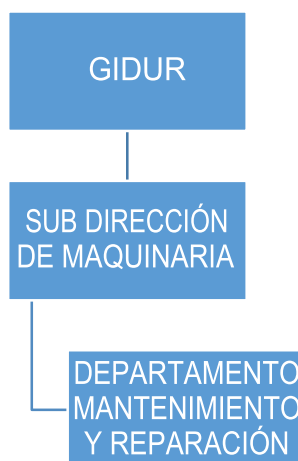 GIDUR
SUB DIRECCIÓN
DE MAQUINARIA
DEPARTAMENTO
MANTENIMIENTO
Y REPARACIÓN